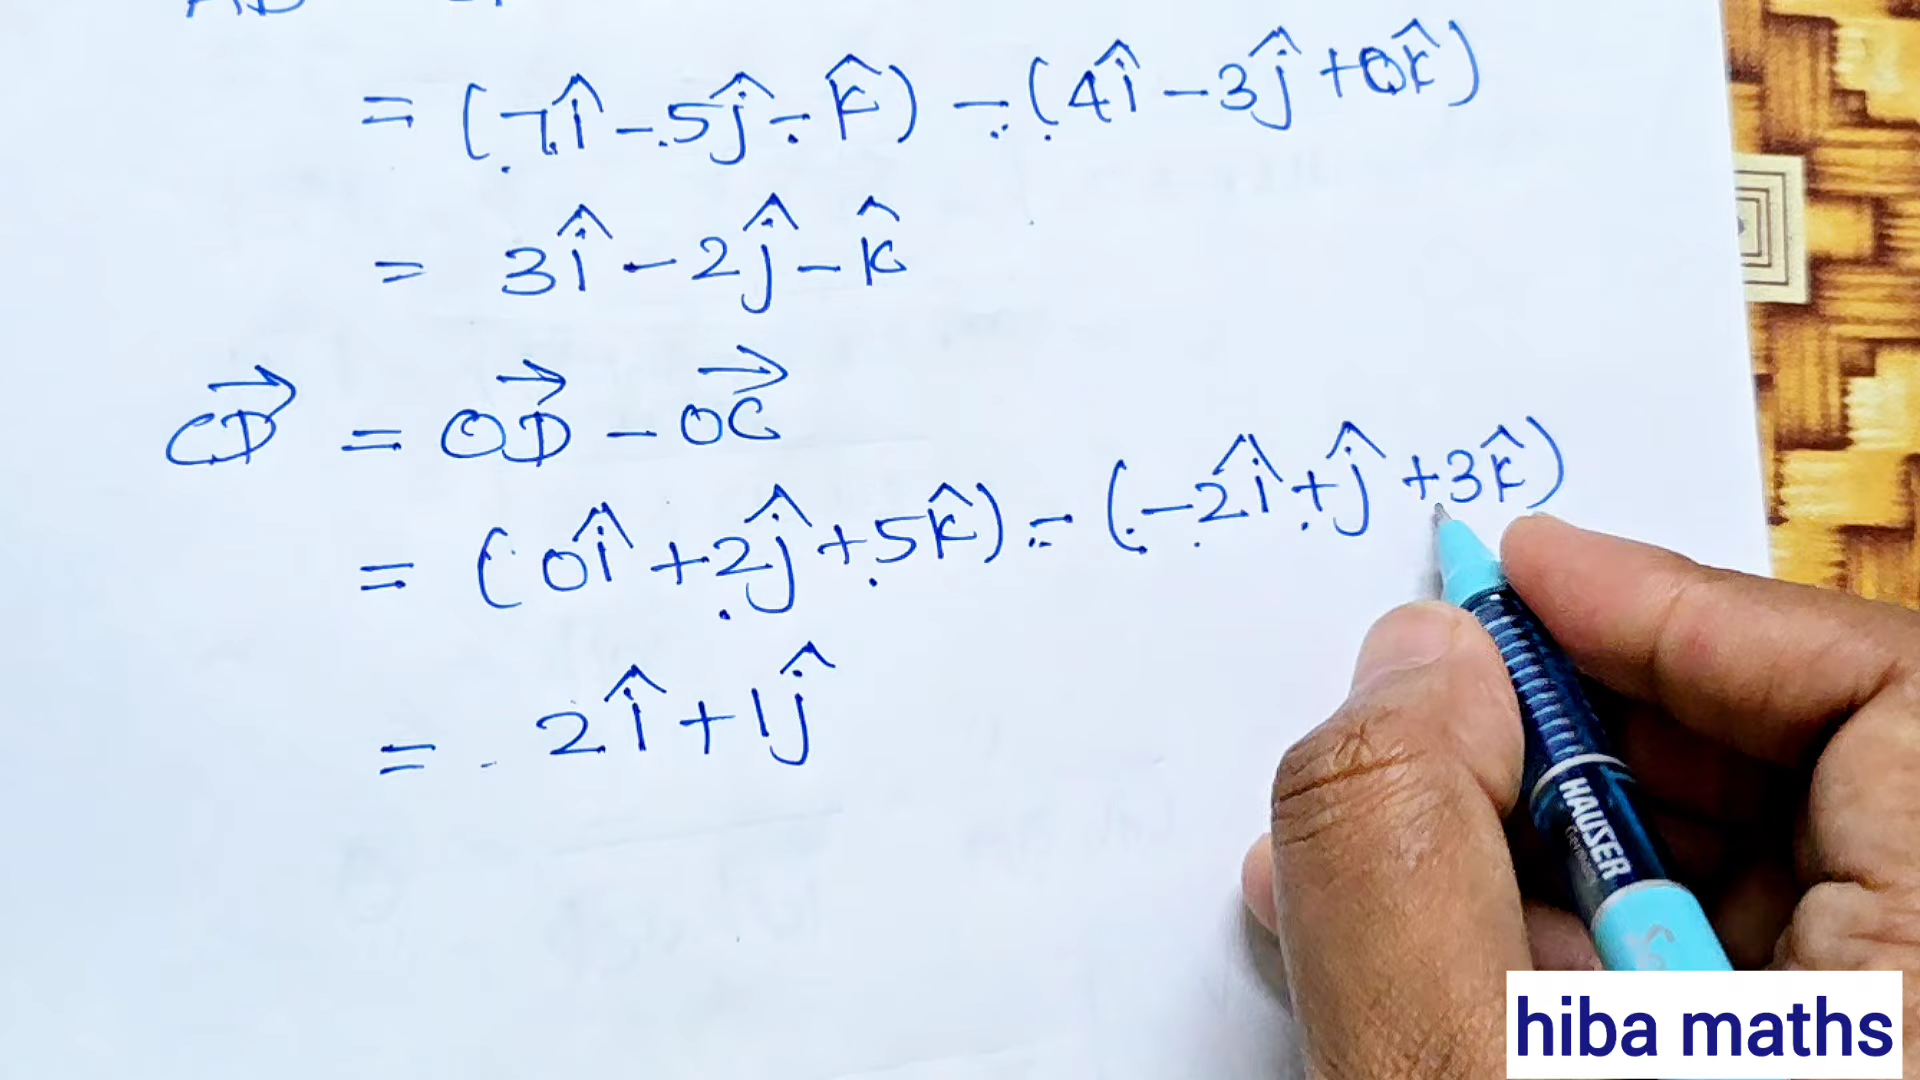 = (7î - 5ĵ - k̂) - (4î - 3ĵ + 0k̂)
= 3î - 2ĵ - k̂
CD⃗ = OD⃗ - OC⃗
= (0î + 2ĵ + 5k̂) - (-2î + ĵ + 3k̂)
= 2î + 1ĵ
HAUSER
Germany
hiba maths